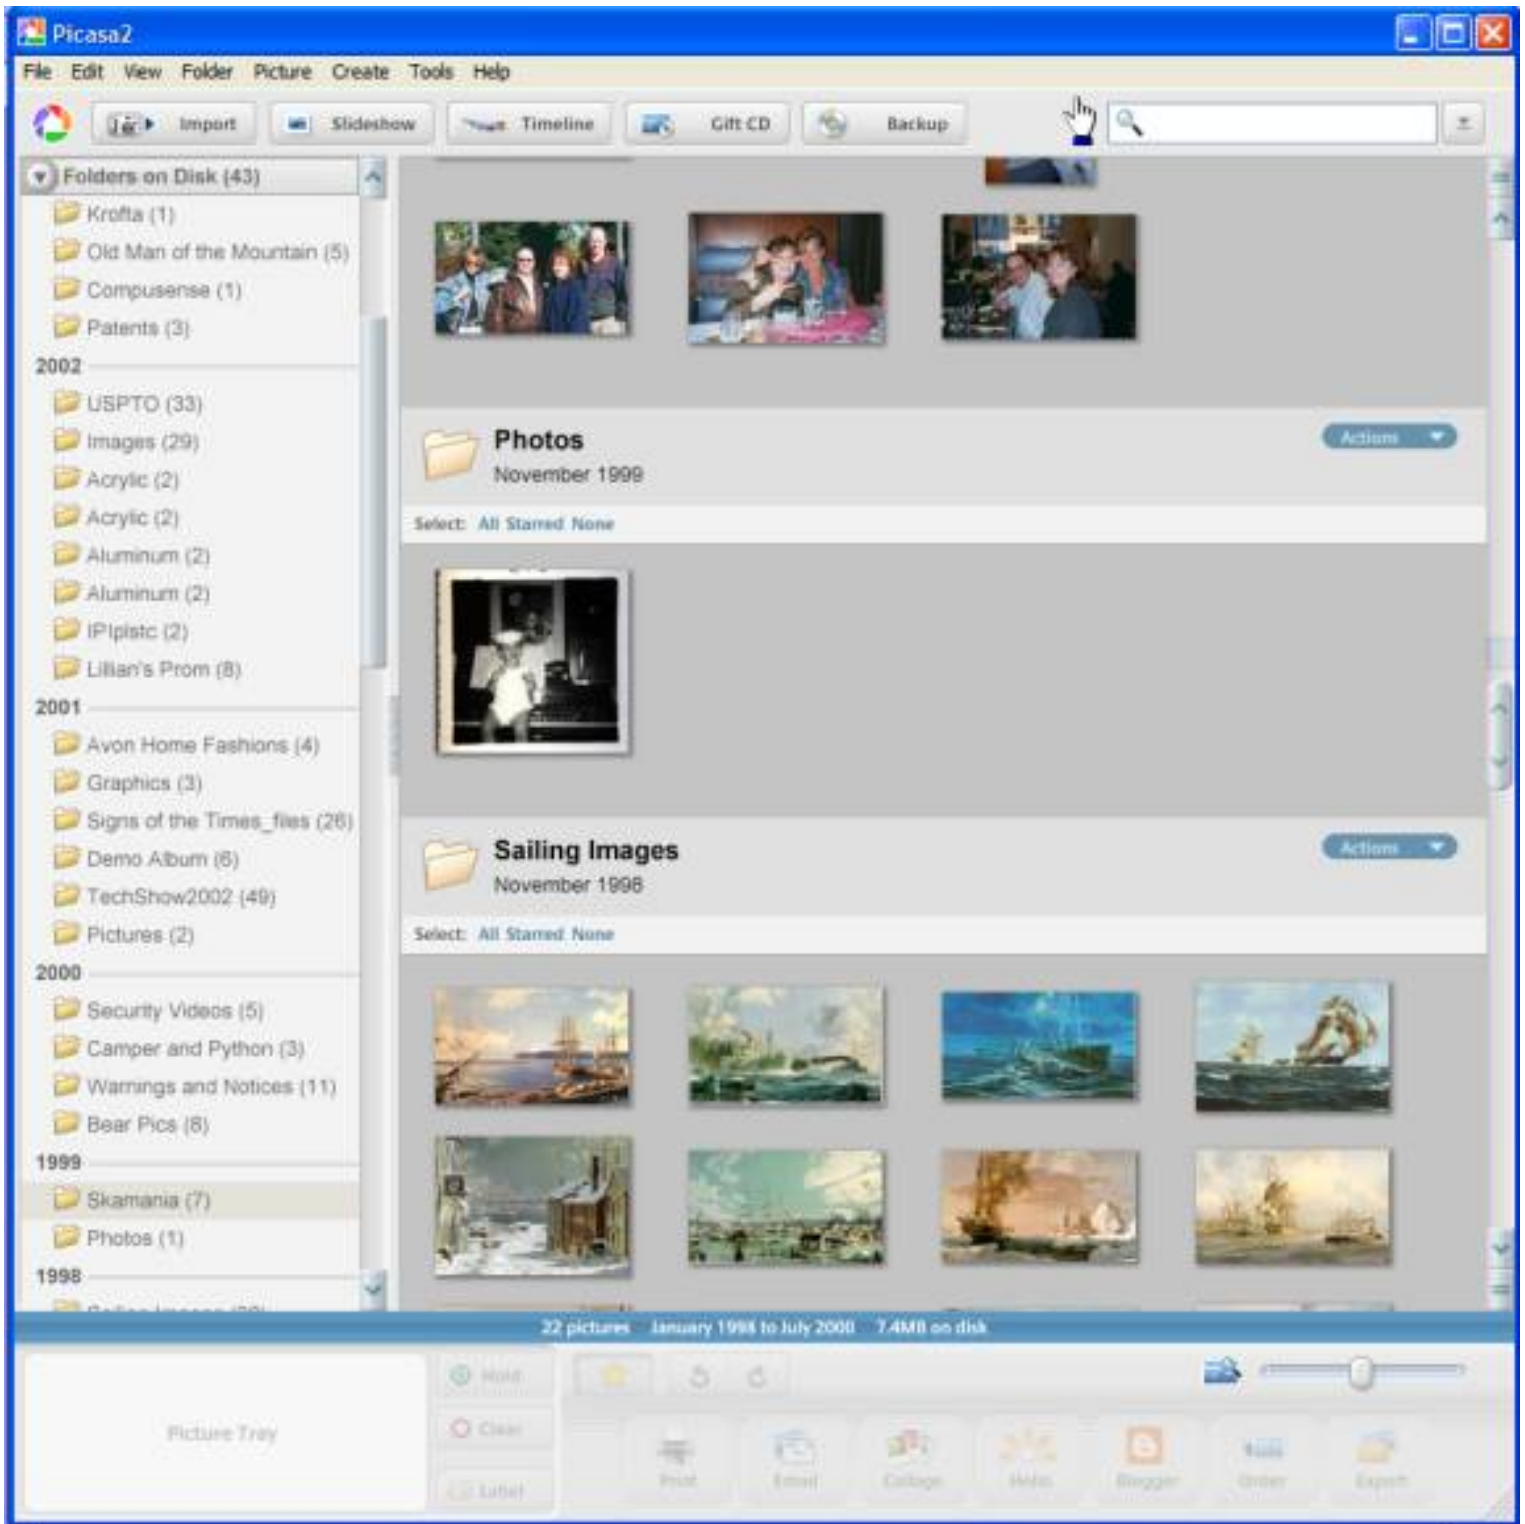 Picasa2
File Edit View Folder Picture Create Tools Help
Import Slideshow Timeline Gift CD Backup
Folders on Disk (43)
Krofta (1)
Old Man of the Mountain (5)
Compusense (1)
Patents (3)
2002
USPTO (33)
Images (29)
Acrylic (2)
Acrylic (2)
Aluminum (2)
Aluminum (2)
IPIplstc (2)
Lillian's Prom (8)
2001
Avon Home Fashions (4)
Graphics (3)
Signs of the Times_files (26)
Demo Album (6)
TechShow2002 (49)
Pictures (2)
2000
Security Videos (5)
Camper and Python (3)
Warnings and Notices (11)
Bear Pics (8)
1999
Skamania (7)
Photos (1)
1998
Sailing Images
Photos
November 1999
Actions
Select: All Starred None
Sailing Images
November 1998
Actions
Select: All Starred None
22 pictures January 1998 to July 2000 7.4MB on disk
Picture Tray
Hold
Clear
Label
Print Email Collage Hello Blogger Order Export